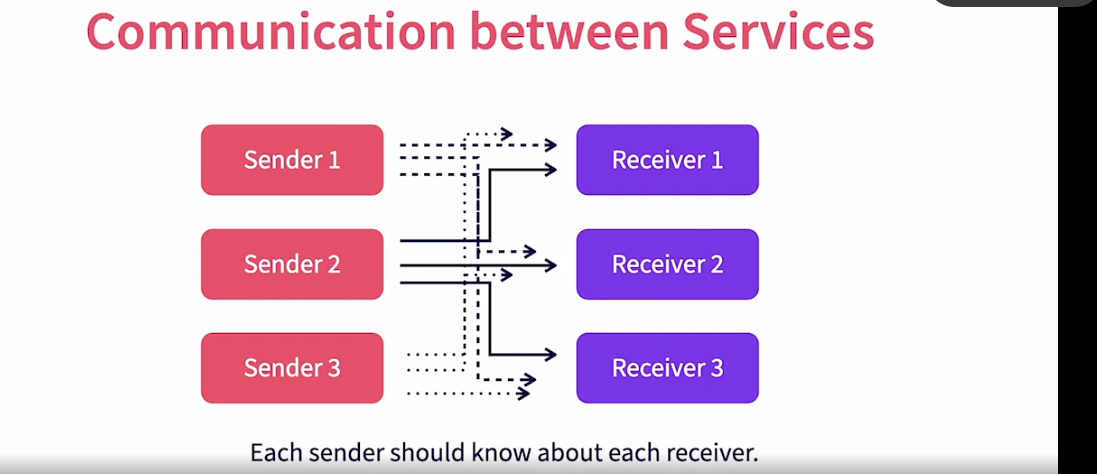 Communication between Services
Sender 1
Receiver 1
Sender 2
Receiver 2
Sender 3
Receiver 3
Each sender should know about each receiver.